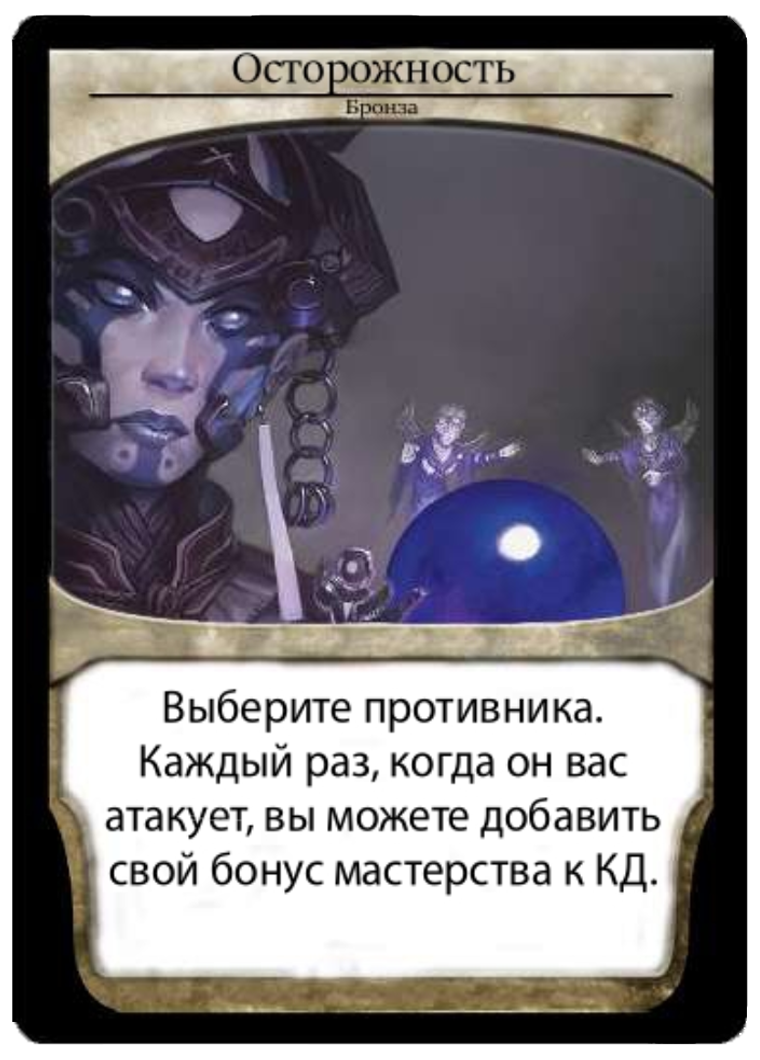 Осторожность
Бронза
Выберите противника.
Каждый раз, когда он вас
атакует, вы можете добавить
свой бонус мастерства к КД.